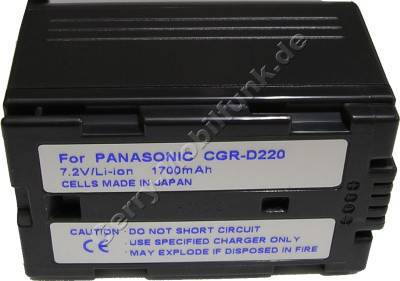 For PANASONIC CGR-D220
7.2V/Li-ion 1700mAh
CELLS MADE IN JAPAN
CAUTION: -DO NOT SHORT CIRCUIT
-USE SPECIFIED CHARGER ONLY
-MAY EXPLODE IF DISPOSED IN FIRE
CE